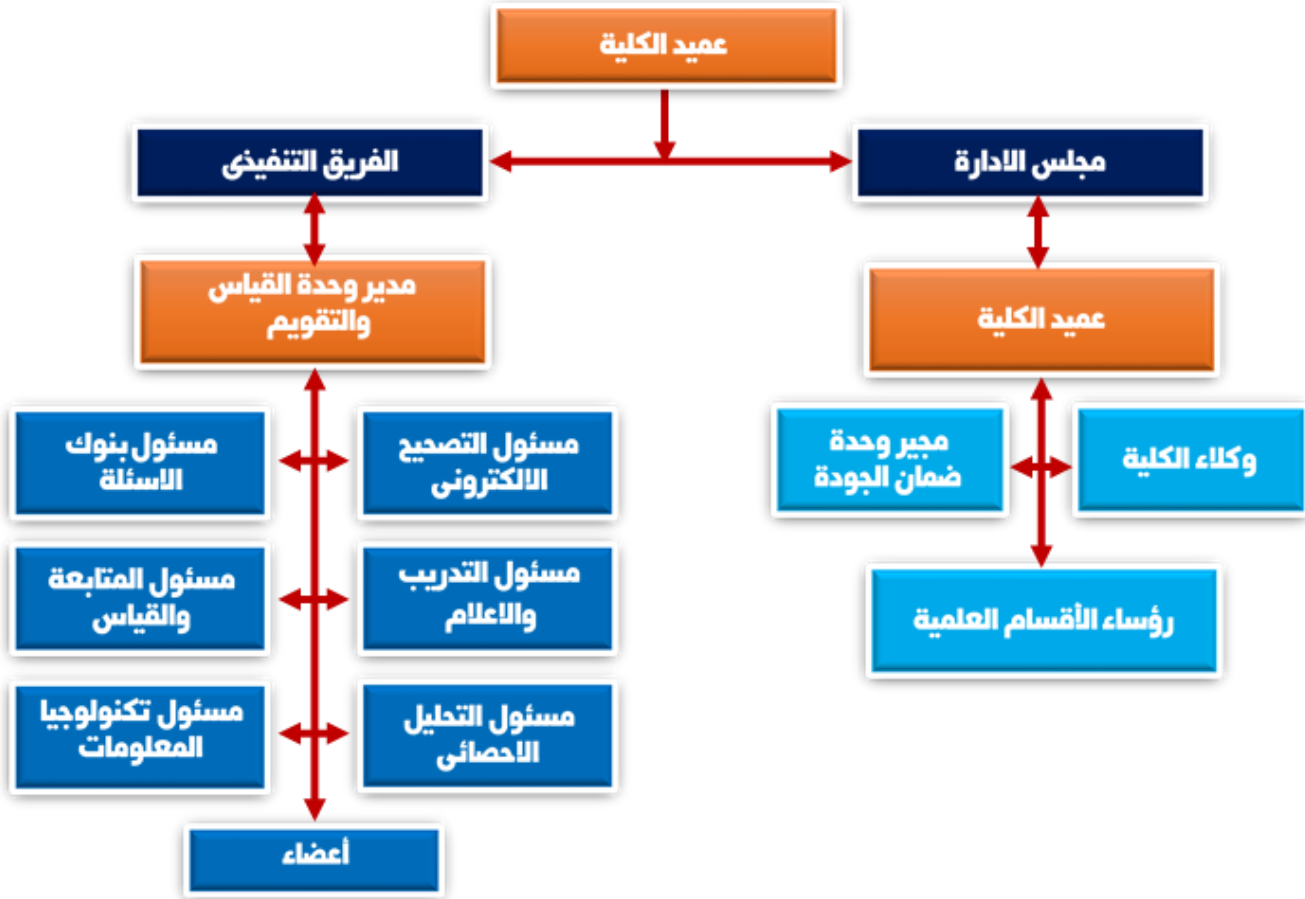 عميد الكلية
مجلس الادارة
الفريق التنفيذى
عميد الكلية
مدير وحدة القياس
والتقويم
وكلاء الكلية
مجير وحدة
ضمان الجودة
رؤساء الأقسام العلمية
مسئول التصحيح
الالكترونى
مسئول بنوك
الاسئلة
مسئول التدريب
والاعلام
مسئول المتابعة
والقياس
مسئول التحليل
الاحصائى
مسئول تكنولوجيا
المعلومات
أعضاء